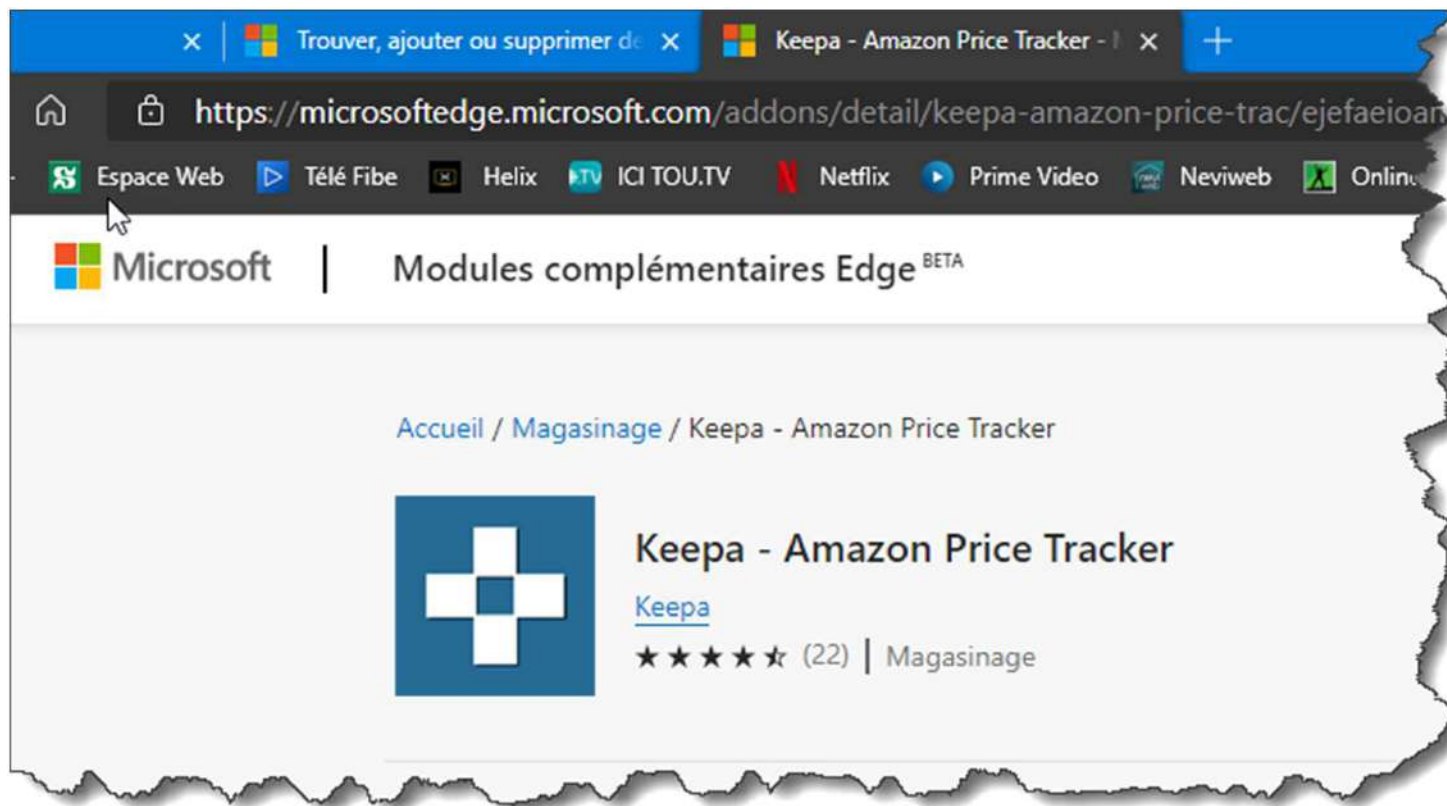 Trouver, ajouter ou supprimer de Keepa - Amazon Price Tracker -
https://microsoftedge.microsoft.com/addons/detail/keepa-amazon-price-trac/ejefaeioan
Espace Web Télé Fibe Helix ICI TOU.TV Netflix Prime Video Neviweb Online
Microsoft | Modules complémentaires Edge BETA
Accueil / Magasinage / Keepa - Amazon Price Tracker
Keepa - Amazon Price Tracker
Keepa
(22) | Magasinage